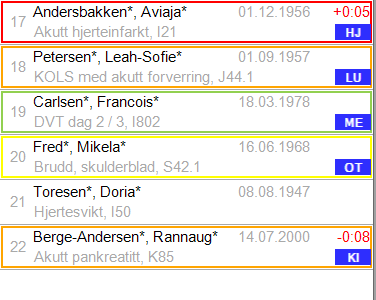 17 Andersbakken*, Aviaja* 01.12.1956 +0:05
Akutt hjerteinfarkt, I21 HJ
18 Petersen*, Leah-Sofie* 01.09.1957
KOLS med akutt forverring, J44.1 LU
19 Carlsen*, Francois* 18.03.1978
DVT dag 2 / 3, I802 ME
20 Fred*, Mikela* 16.06.1968
Brudd, skulderblad, S42.1 OT
21 Toresen*, Doria* 08.08.1947
Hjertesvikt, I50
22 Berge-Andersen*, Rannaug* 14.07.2000 -0:08
Akutt pankreatitt, K85 KI